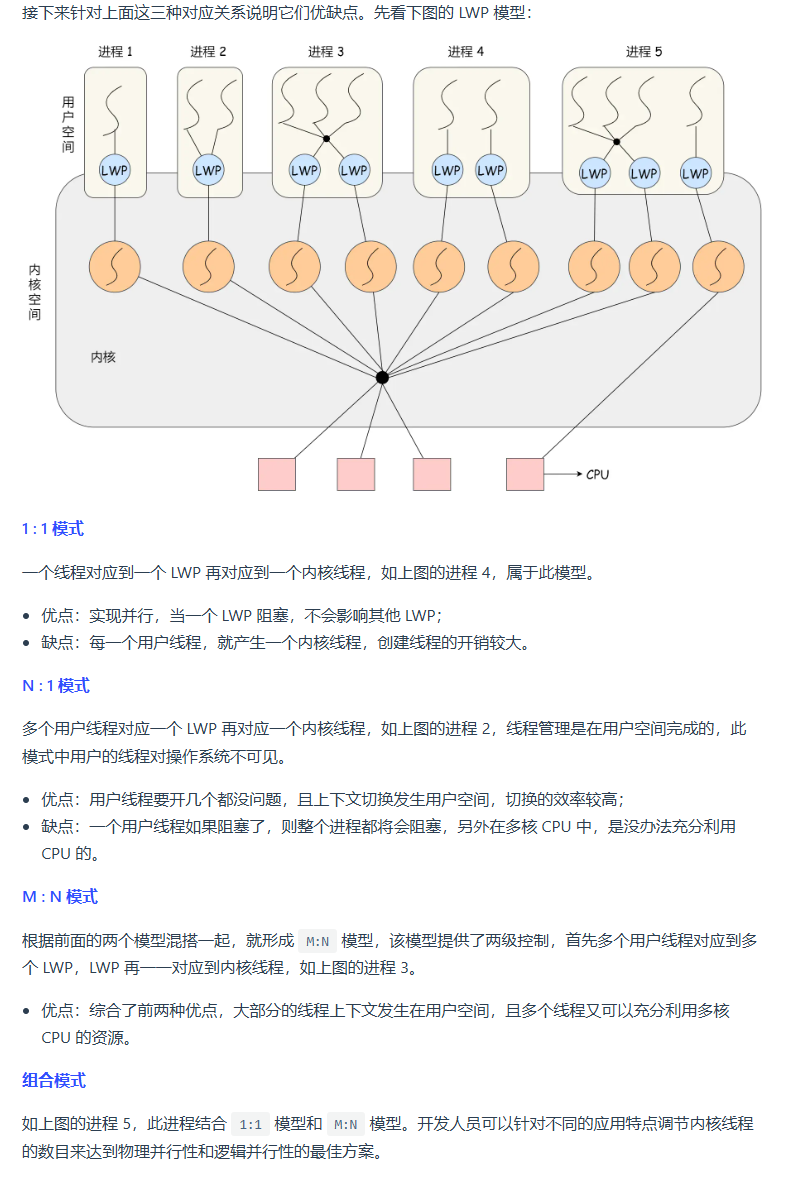 接下来针对上面这三种对应关系说明它们优缺点。先看下图的 LWP 模型：
进程 1
进程 2
进程 3
进程 4
进程 5
用户空间
LWP
LWP
LWP
LWP
LWP
LWP
LWP
LWP
LWP
内核空间
内核
CPU
1 : 1 模式
一个线程对应到一个 LWP 再对应到一个内核线程，如上图的进程 4，属于此模型。
• 优点：实现并行，当一个 LWP 阻塞，不会影响其他 LWP；
• 缺点：每一个用户线程，就产生一个内核线程，创建线程的开销较大。
N : 1 模式
多个用户线程对应一个 LWP 再对应一个内核线程，如上图的进程 2，线程管理是在用户空间完成的，此
模式中用户的线程对操作系统不可见。
• 优点：用户线程要开几个都没问题，且上下文切换发生用户空间，切换的效率较高；
• 缺点：一个用户线程如果阻塞了，则整个进程都将会阻塞，另外在多核 CPU 中，是没办法充分利用
CPU 的。
M : N 模式
根据前面的两个模型混搭一起，就形成 M:N 模型，该模型提供了两级控制，首先多个用户线程对应到多
个 LWP，LWP 再一一对应到内核线程，如上图的进程 3。
• 优点：综合了前两种优点，大部分的线程上下文发生在用户空间，且多个线程又可以充分利用多核
CPU 的资源。
组合模式
如上图的进程 5，此进程结合 1:1 模型和 M:N 模型。开发人员可以针对不同的应用特点调节内核线程
的数目来达到物理并行性和逻辑并行性的最佳方案。